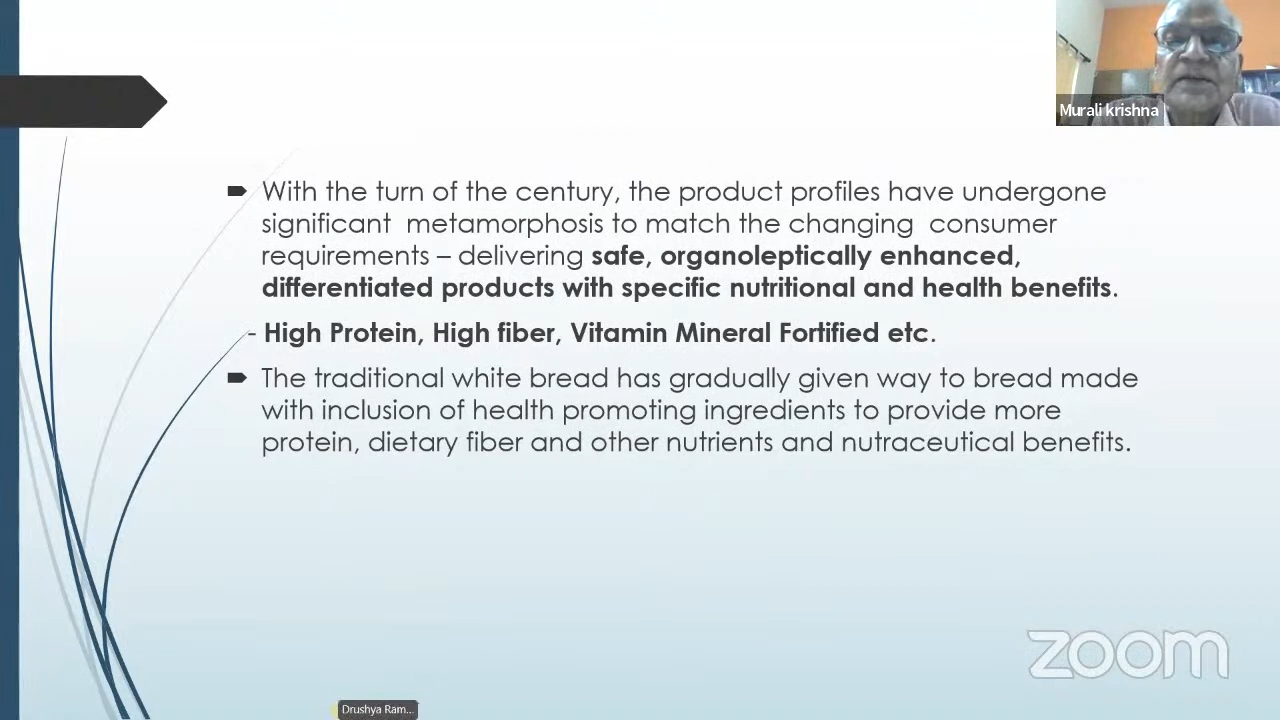 Murali krishna
With the turn of the century, the product profiles have undergone
significant metamorphosis to match the changing consumer
requirements – delivering safe, organoleptically enhanced,
differentiated products with specific nutritional and health benefits.
- High Protein, High fiber, Vitamin Mineral Fortified etc.
The traditional white bread has gradually given way to bread made
with inclusion of health promoting ingredients to provide more
protein, dietary fiber and other nutrients and nutraceutical benefits.
zoom
Drushya Ram...